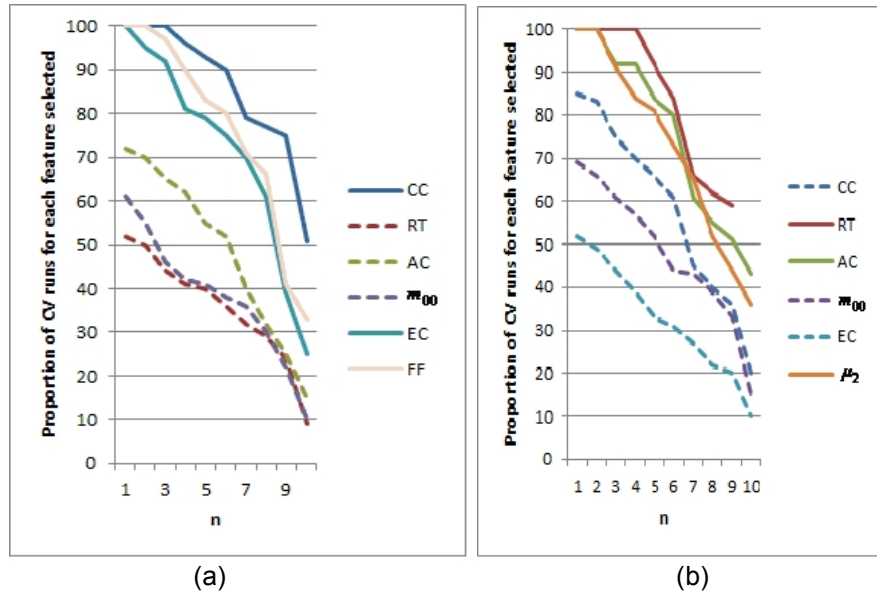 Proportion of CV runs for each feature selected
100
90
80
70
60
50
40
30
20
10
0
1 3 5 7 9
n
CC
RT
AC
m00
EC
FF
(a)
Proportion of CV runs for each feature selected
100
90
80
70
60
50
40
30
20
10
0
1 2 3 4 5 6 7 8 9 10
n
CC
RT
AC
m00
EC
μ2
(b)